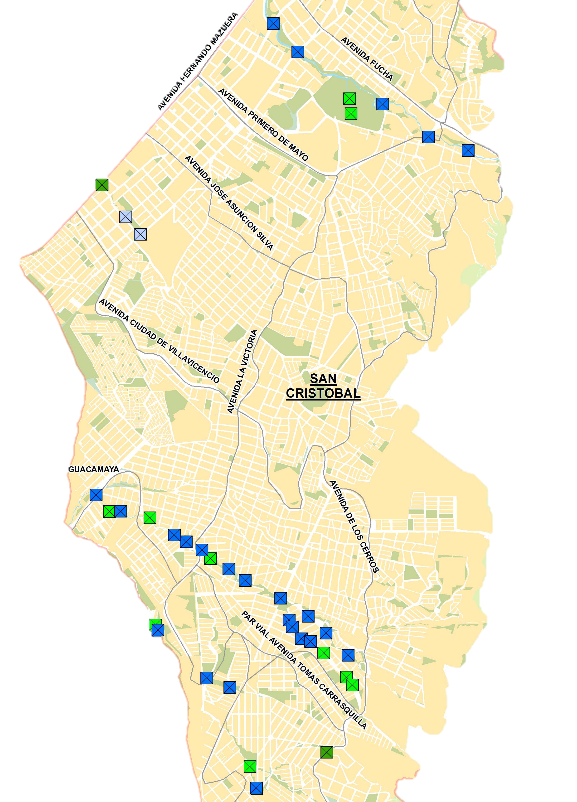 AVENIDA FERNANDO MAZUERA
AVENIDA FUCHA
AVENIDA PRIMERO DE MAYO
AVENIDA JOSE ASUNCION SILVA
AVENIDA CIUDAD DE VILLAVICENCIO
AVENIDA LA VICTORIA
SAN
CRISTOBAL
GUACAMAYA
AVENIDA DE LOS CERROS
PAR VIAL AVENIDA TOMAS CARRASQUILLA